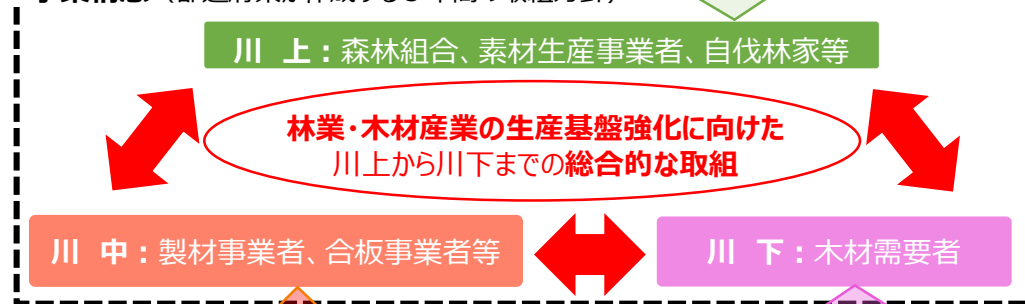 川 上：森林組合、素材生産事業者、自伐林家等
林業・木材産業の生産基盤強化に向けた
川上から川下までの総合的な取組
川 中：製材事業者、合板事業者等
川 下：木材需要者